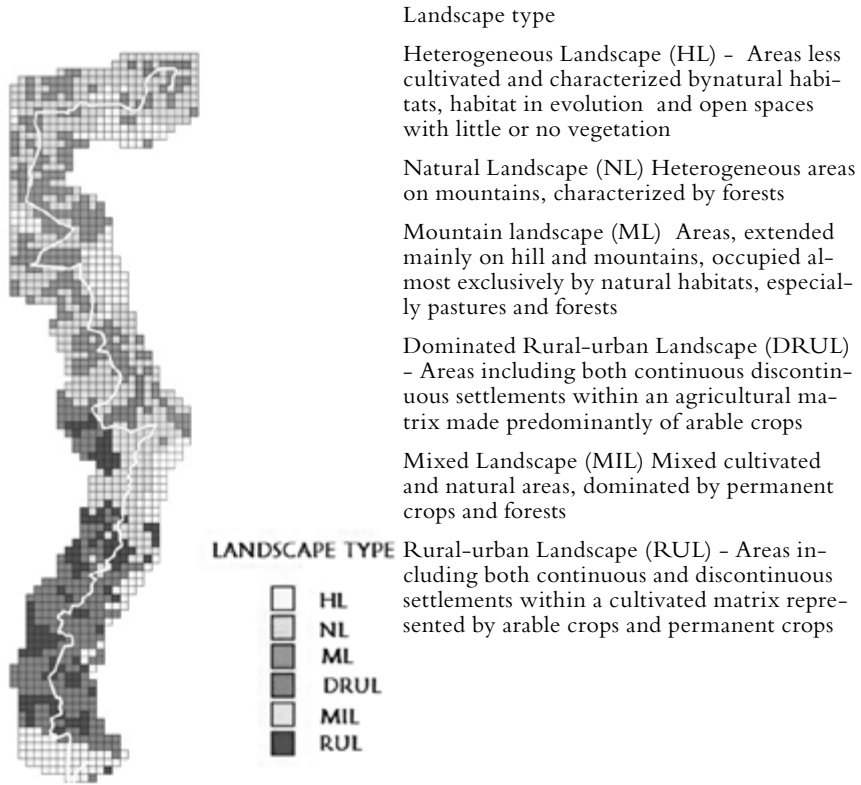 Landscape type
Heterogeneous Landscape (HL) - Areas less
cultivated and characterized bynatural habi-
tats, habitat in evolution and open spaces
with little or no vegetation
Natural Landscape (NL) Heterogeneous areas
on mountains, characterized by forests
Mountain landscape (ML) Areas, extended
mainly on hill and mountains, occupied al-
most exclusively by natural habitats, especial-
ly pastures and forests
Dominated Rural-urban Landscape (DRUL)
- Areas including both continuous discontin-
uous settlements within an agricultural ma-
trix made predominantly of arable crops
Mixed Landscape (MIL) Mixed cultivated
and natural areas, dominated by permanent
crops and forests
Rural-urban Landscape (RUL) - Areas in-
cluding both continuous and discontinuous
settlements within a cultivated matrix repre-
sented by arable crops and permanent crops
LANDSCAPE TYPE
HL
NL
ML
DRUL
MIL
RUL